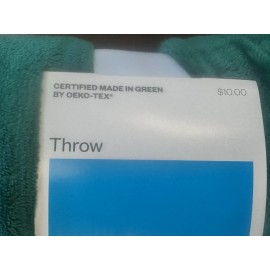 CERTIFIED MADE IN GREEN
BY OEKO-TEX®
$10.00
Throw